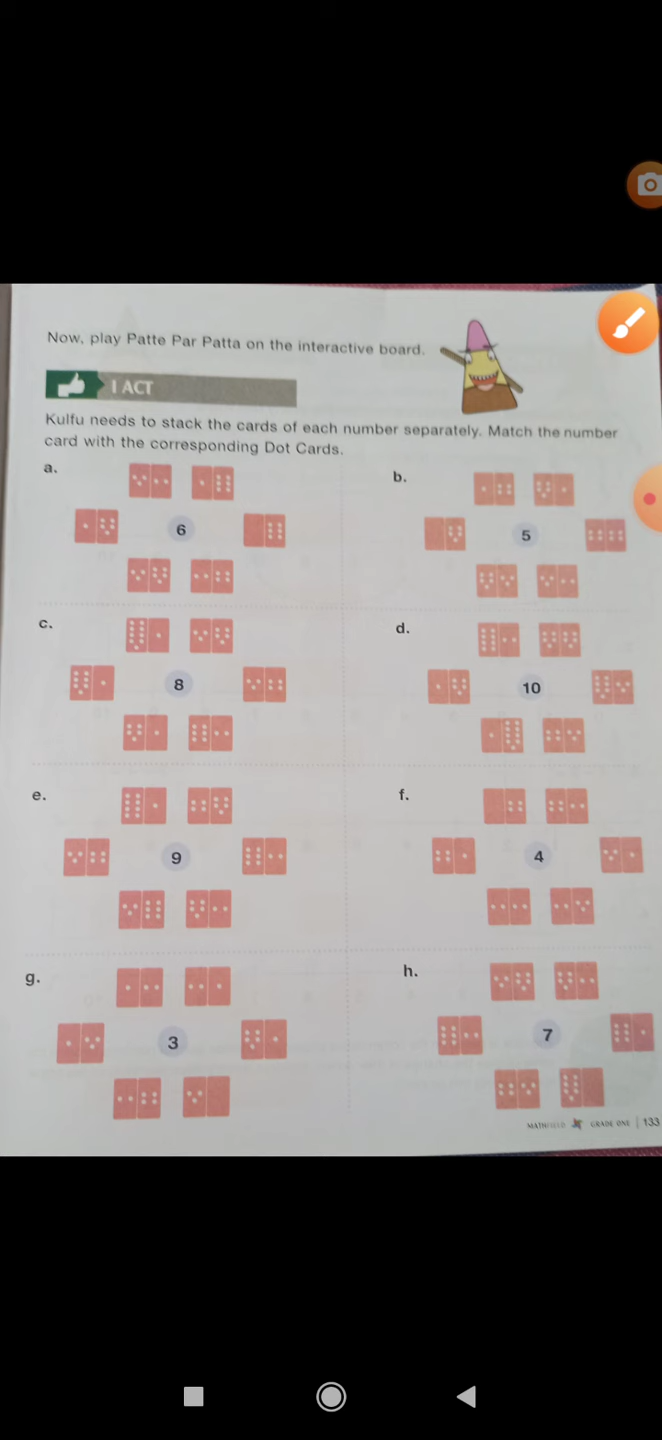 Now, play Patte Par Patta on the interactive board.
I ACT
Kulfu needs to stack the cards of each number separately. Match the number
card with the corresponding Dot Cards.
a.
6
b.
5
c.
8
d.
10
e.
9
f.
4
g.
3
h.
7
MATHFIELD GRADE ONE | 133